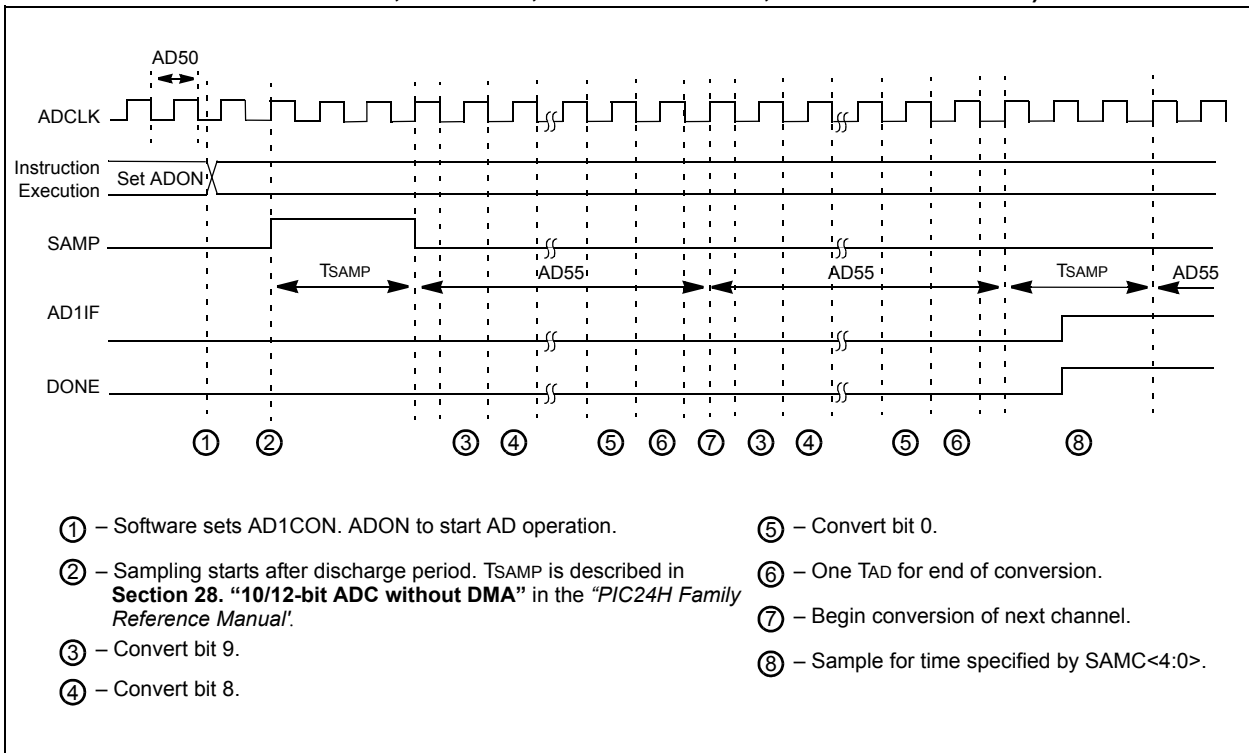 AD50
ADCLK
Instruction
Execution
Set ADON
SAMP
TSAMP
AD55
AD55
TSAMP
AD55
AD1IF
DONE
1 2 3 4 5 6 7 3 4 5 6 8
1 – Software sets AD1CON. ADON to start AD operation.
2 – Sampling starts after discharge period. TSAMP is described in
Section 28. “10/12-bit ADC without DMA” in the “PIC24H Family
Reference Manual'.
3 – Convert bit 9.
4 – Convert bit 8.
5 – Convert bit 0.
6 – One TAD for end of conversion.
7 – Begin conversion of next channel.
8 – Sample for time specified by SAMC<4:0>.